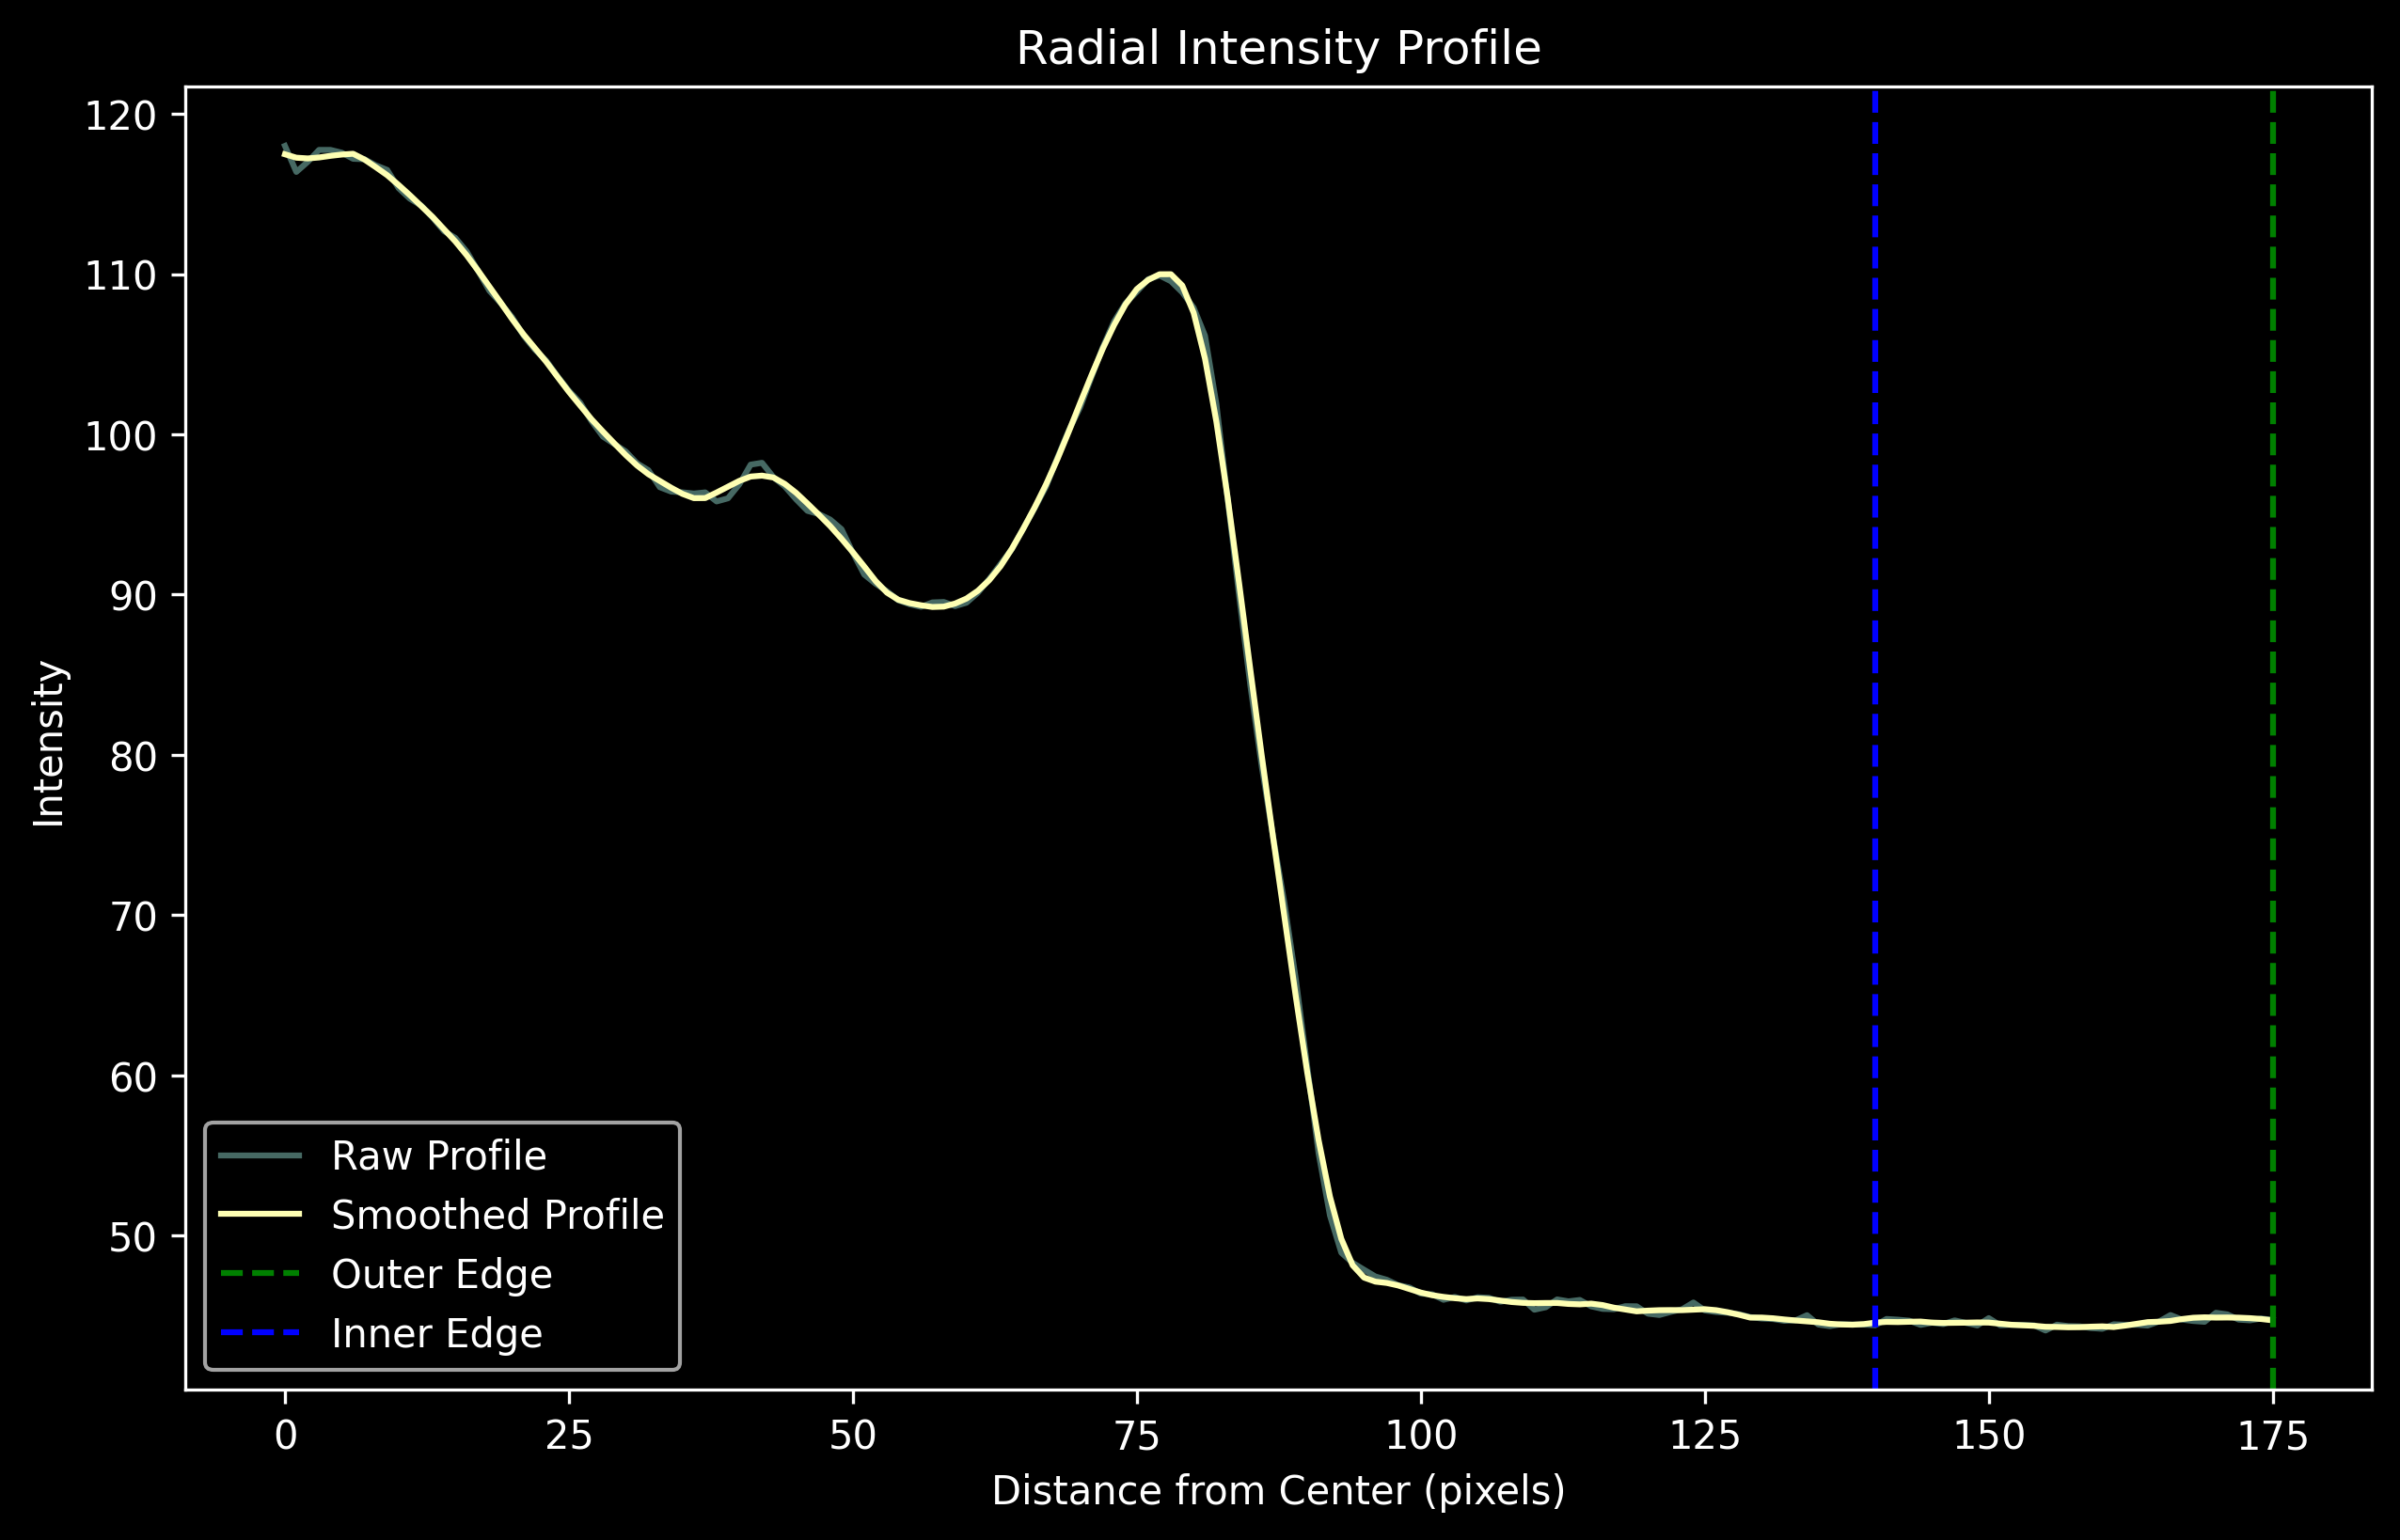 Radial Intensity Profile
120
110
100
90
80
70
60
50
Intensity
Raw Profile
Smoothed Profile
Outer Edge
Inner Edge
0 25 50 75 100 125 150 175
Distance from Center (pixels)